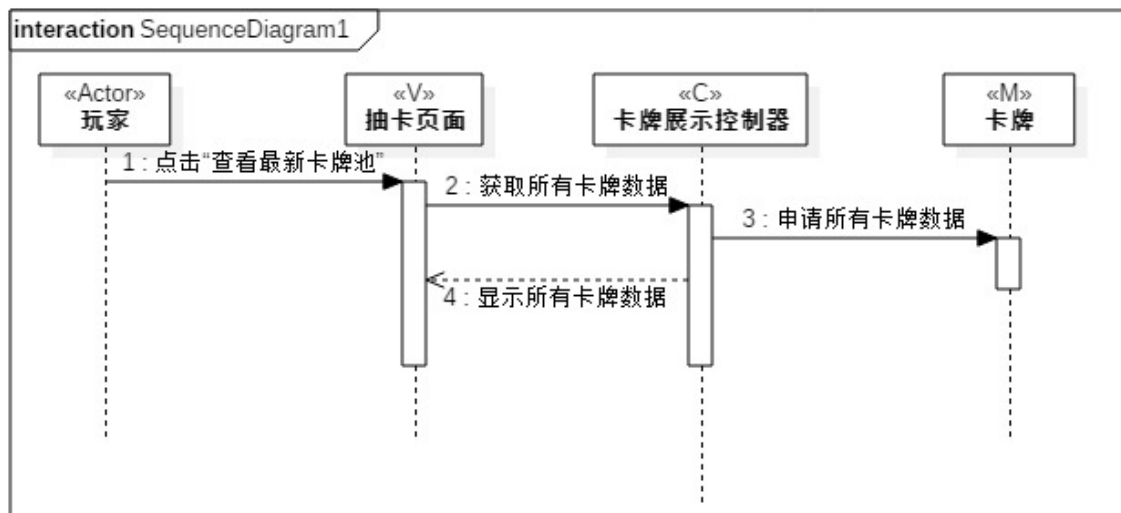 interaction SequenceDiagram1
«Actor»
玩家
«V»
抽卡页面
«C»
卡牌展示控制器
«M»
卡牌
1 : 点击“查看最新卡牌池”
2 : 获取所有卡牌数据
3 : 申请所有卡牌数据
4 : 显示所有卡牌数据